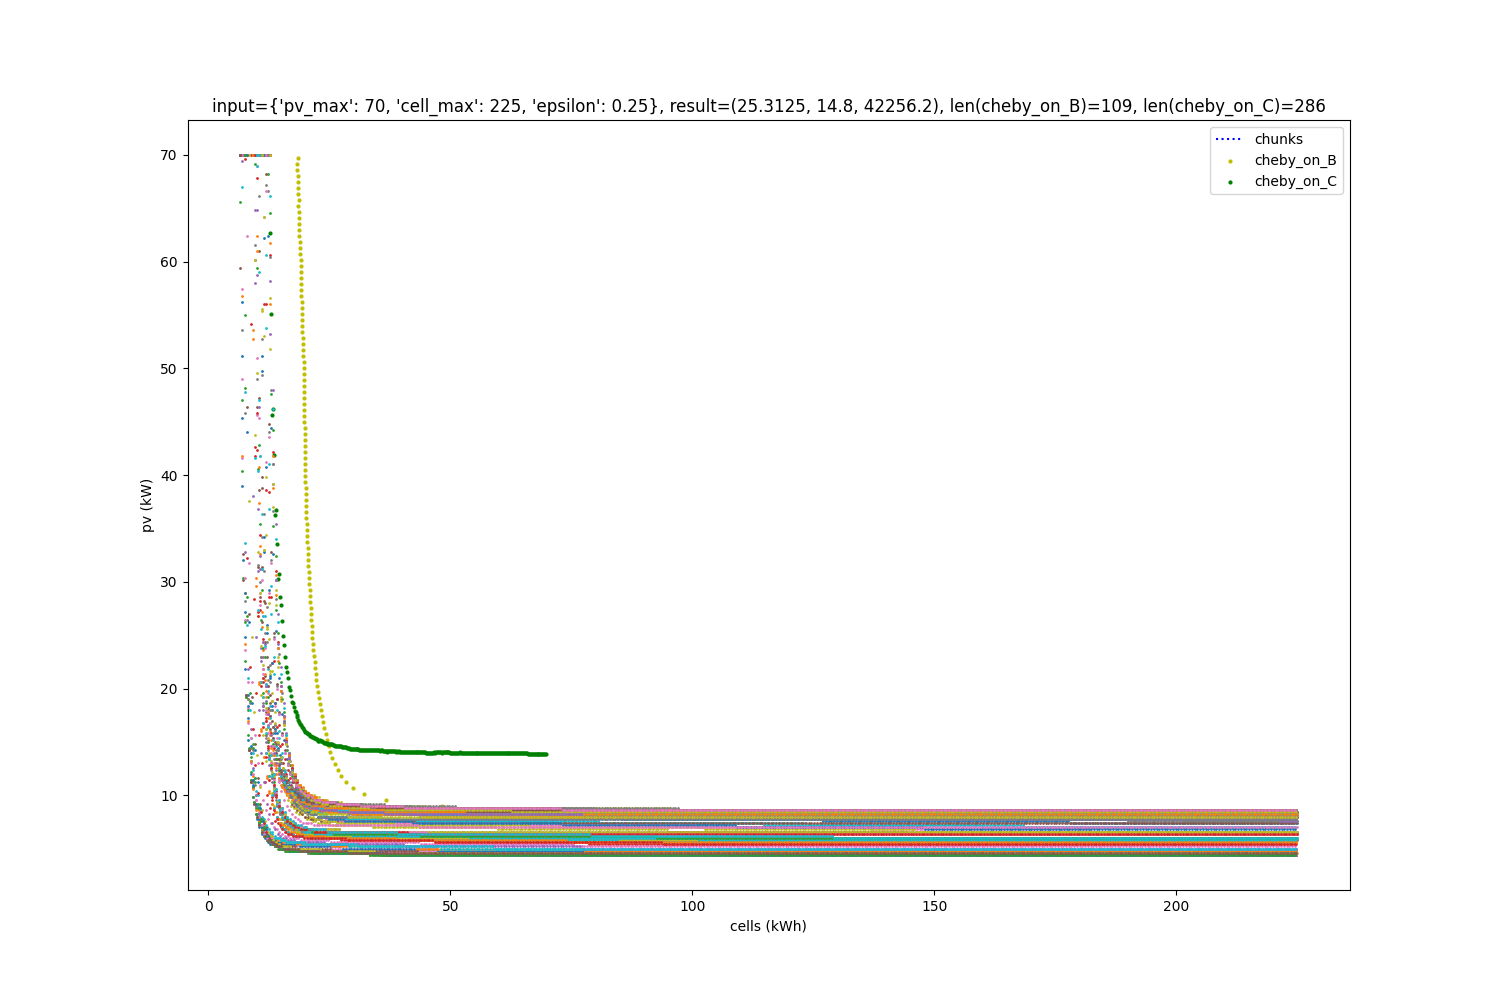 input={'pv_max': 70, 'cell_max': 225, 'epsilon': 0.25}, result=(25.3125, 14.8, 42256.2), len(cheby_on_B)=109, len(cheby_on_C)=286
chunks
cheby_on_B
cheby_on_C
70
60
50
40
30
20
10
pv (kW)
0 50 100 150 200
cells (kWh)